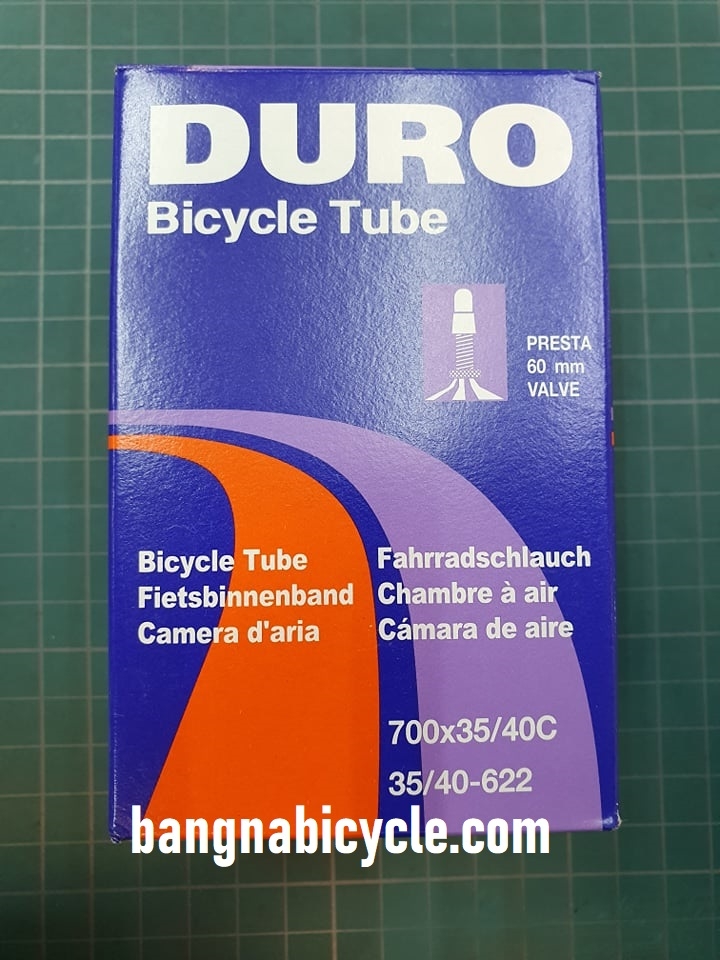 DURO
Bicycle Tube
PRESTA
60 mm
VALVE
Bicycle Tube
Fietsbinnenband
Camera d'aria
Fahrradschlauch
Chambre à air
Cámara de aire
700x35/40C
35/40-622
bangnabicycle.com